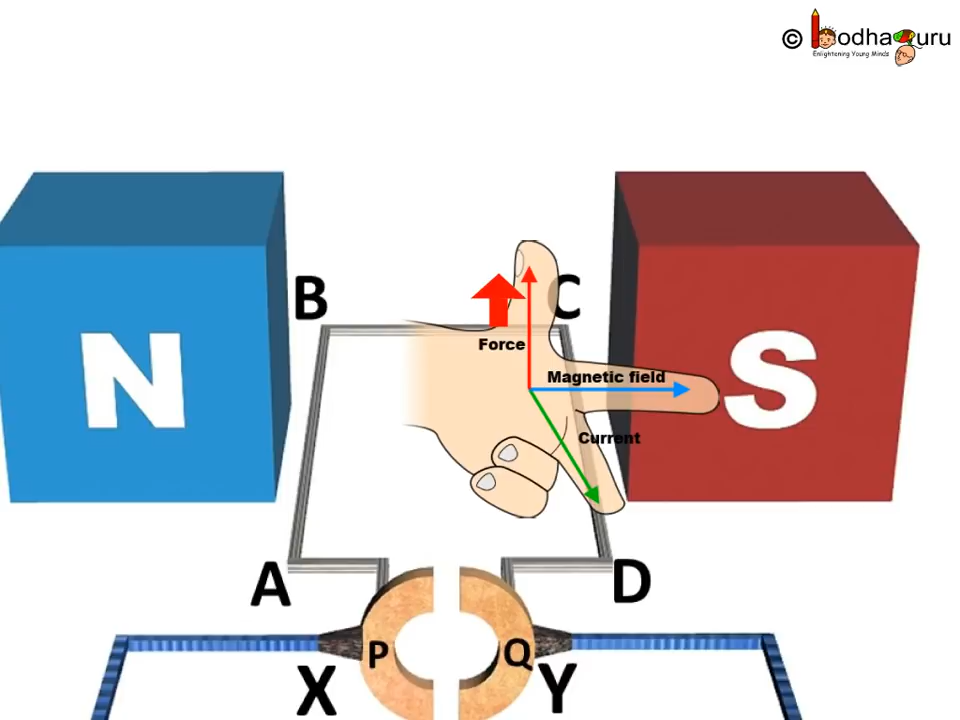 © BodhaGuru
Enlightening Young Minds
B
C
N
S
Force
Magnetic field
Current
A
D
P
Q
X
Y